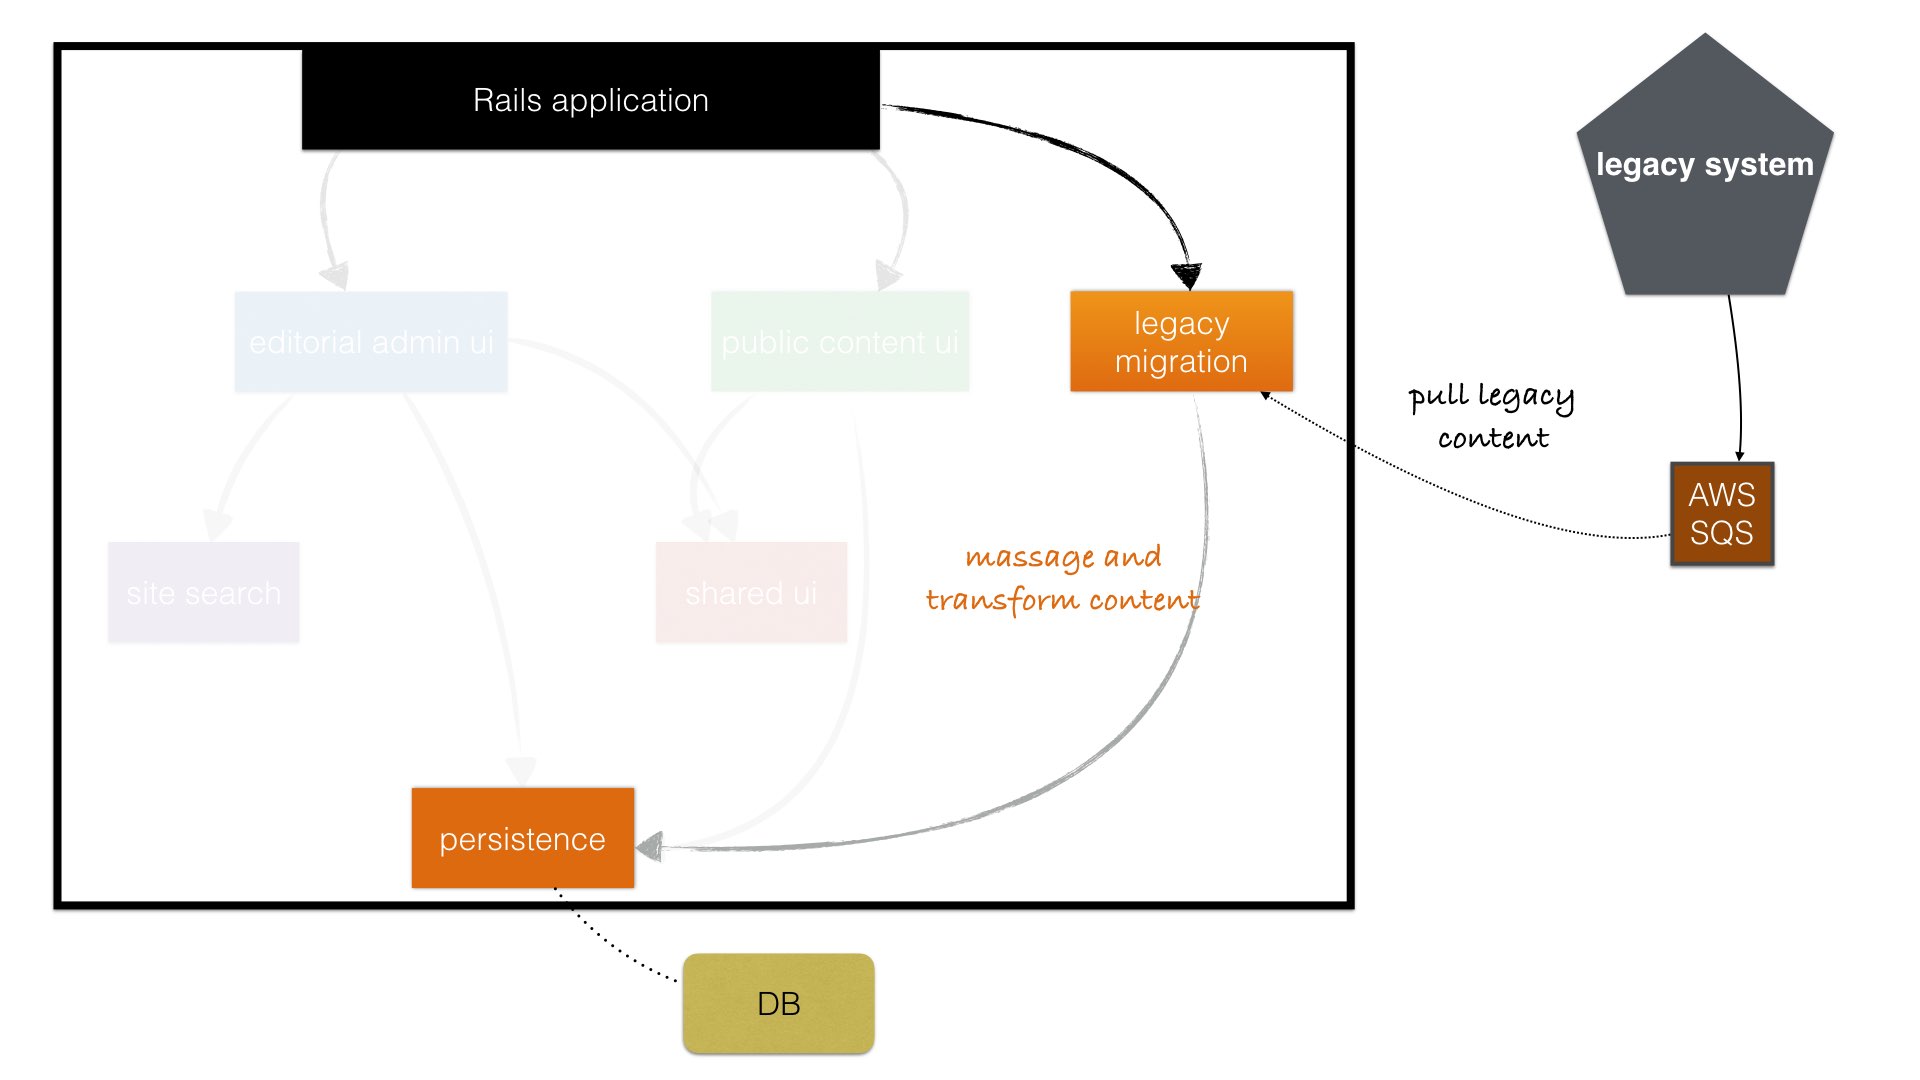 Rails application
legacy system
editorial admin ui
public content ui
legacy
migration
pull legacy
content
AWS
SQS
massage and
transform content
site search
shared ui
persistence
DB